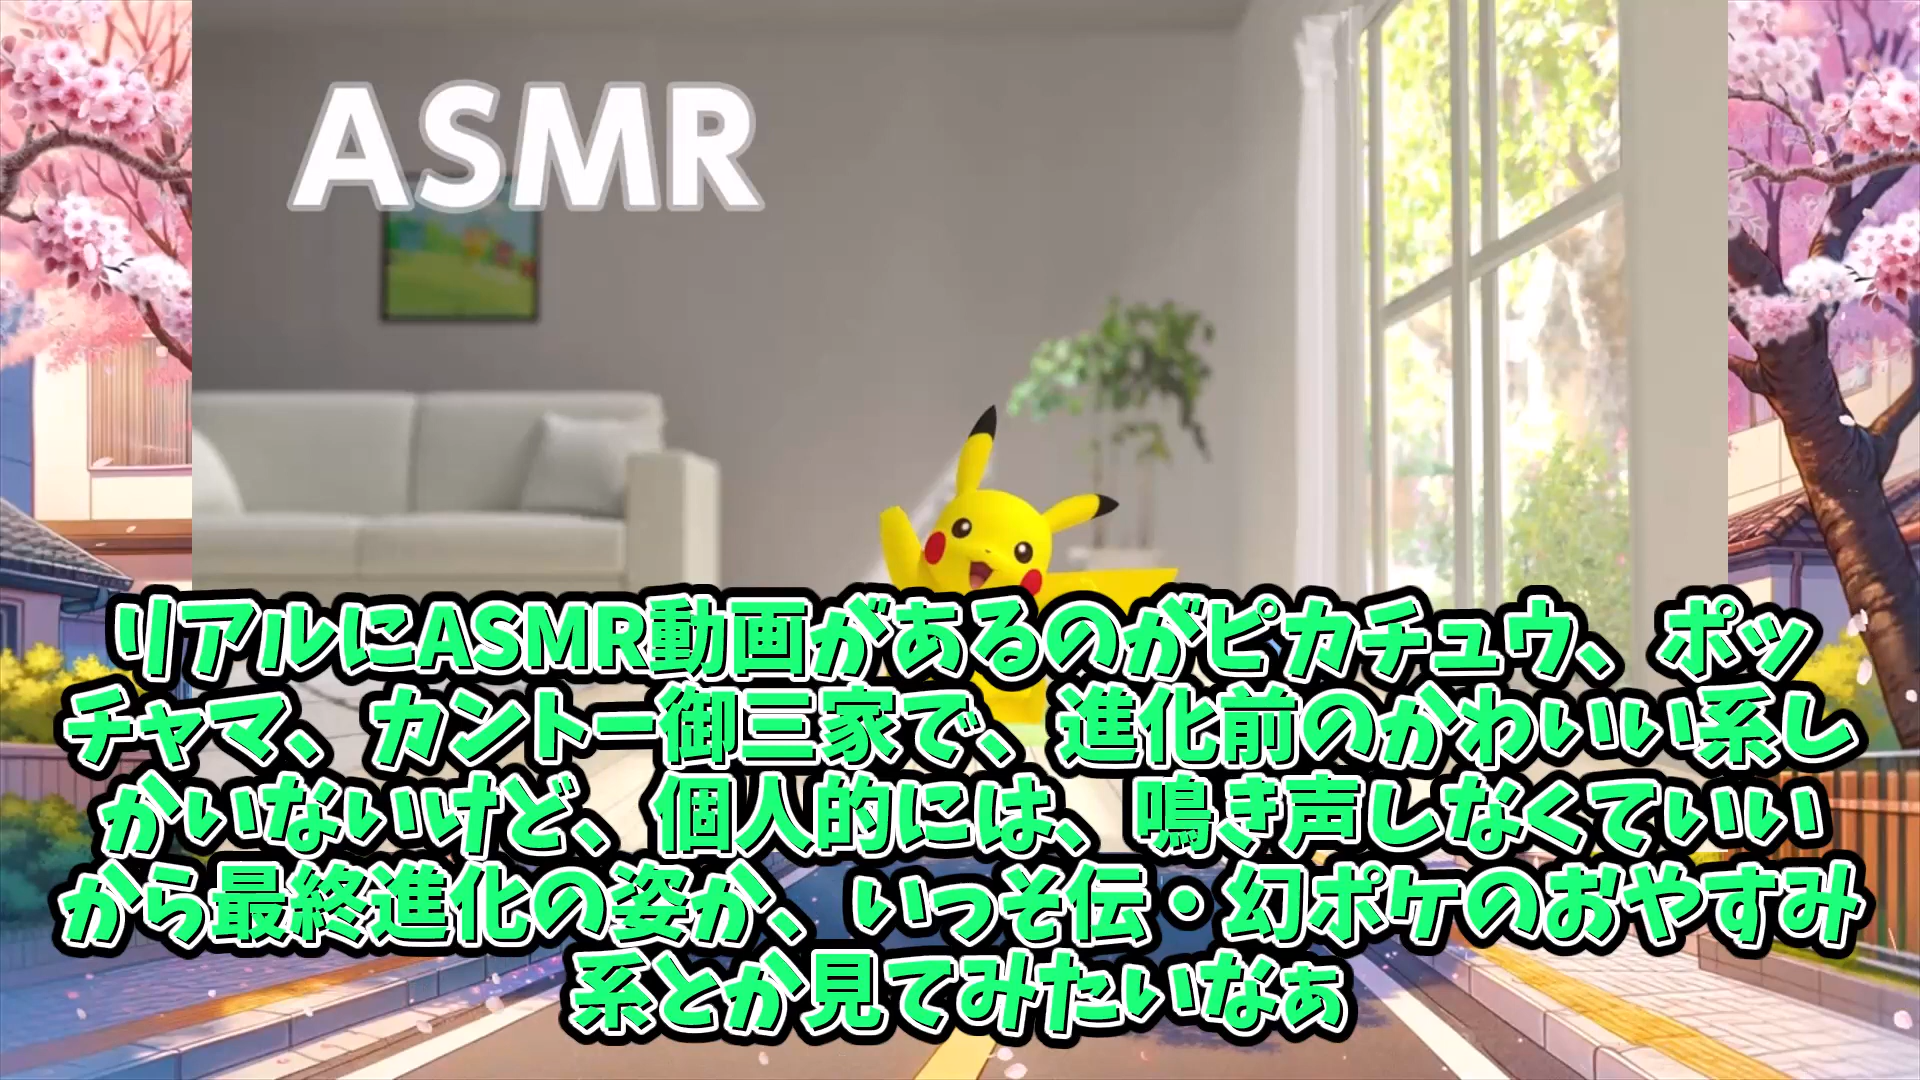 ASMR
リアルにASMR動画があるのがピカチュウ、ポッ
チャマ、カントー御三家で、進化前のかわいい系し
かいないけど、個人的には、鳴き声しなくていい
から最終進化の姿か、いっそ伝・幻ポケのおやすみ
系とか見てみたいなぁ